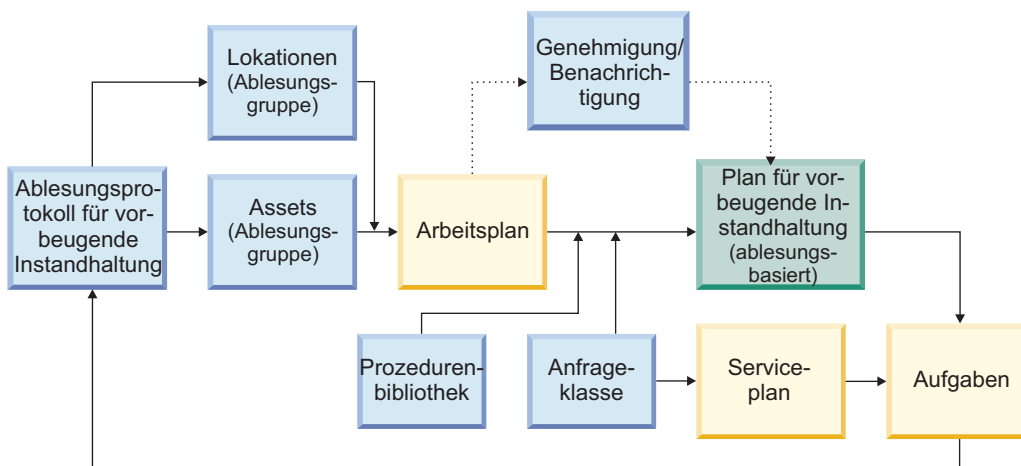 Lokationen
(Ablesungs-
gruppe)
Genehmigung/
Benachrich-
tigung
Ablesungspro-
tokoll für vor-
beugende
Instandhaltung
Assets
(Ablesungs-
gruppe)
Arbeitsplan
Plan für vor-
beugende In-
standhaltung
(ablesungs-
basiert)
Prozeduren-
bibliothek
Anfrage-
klasse
Service-
plan
Aufgaben